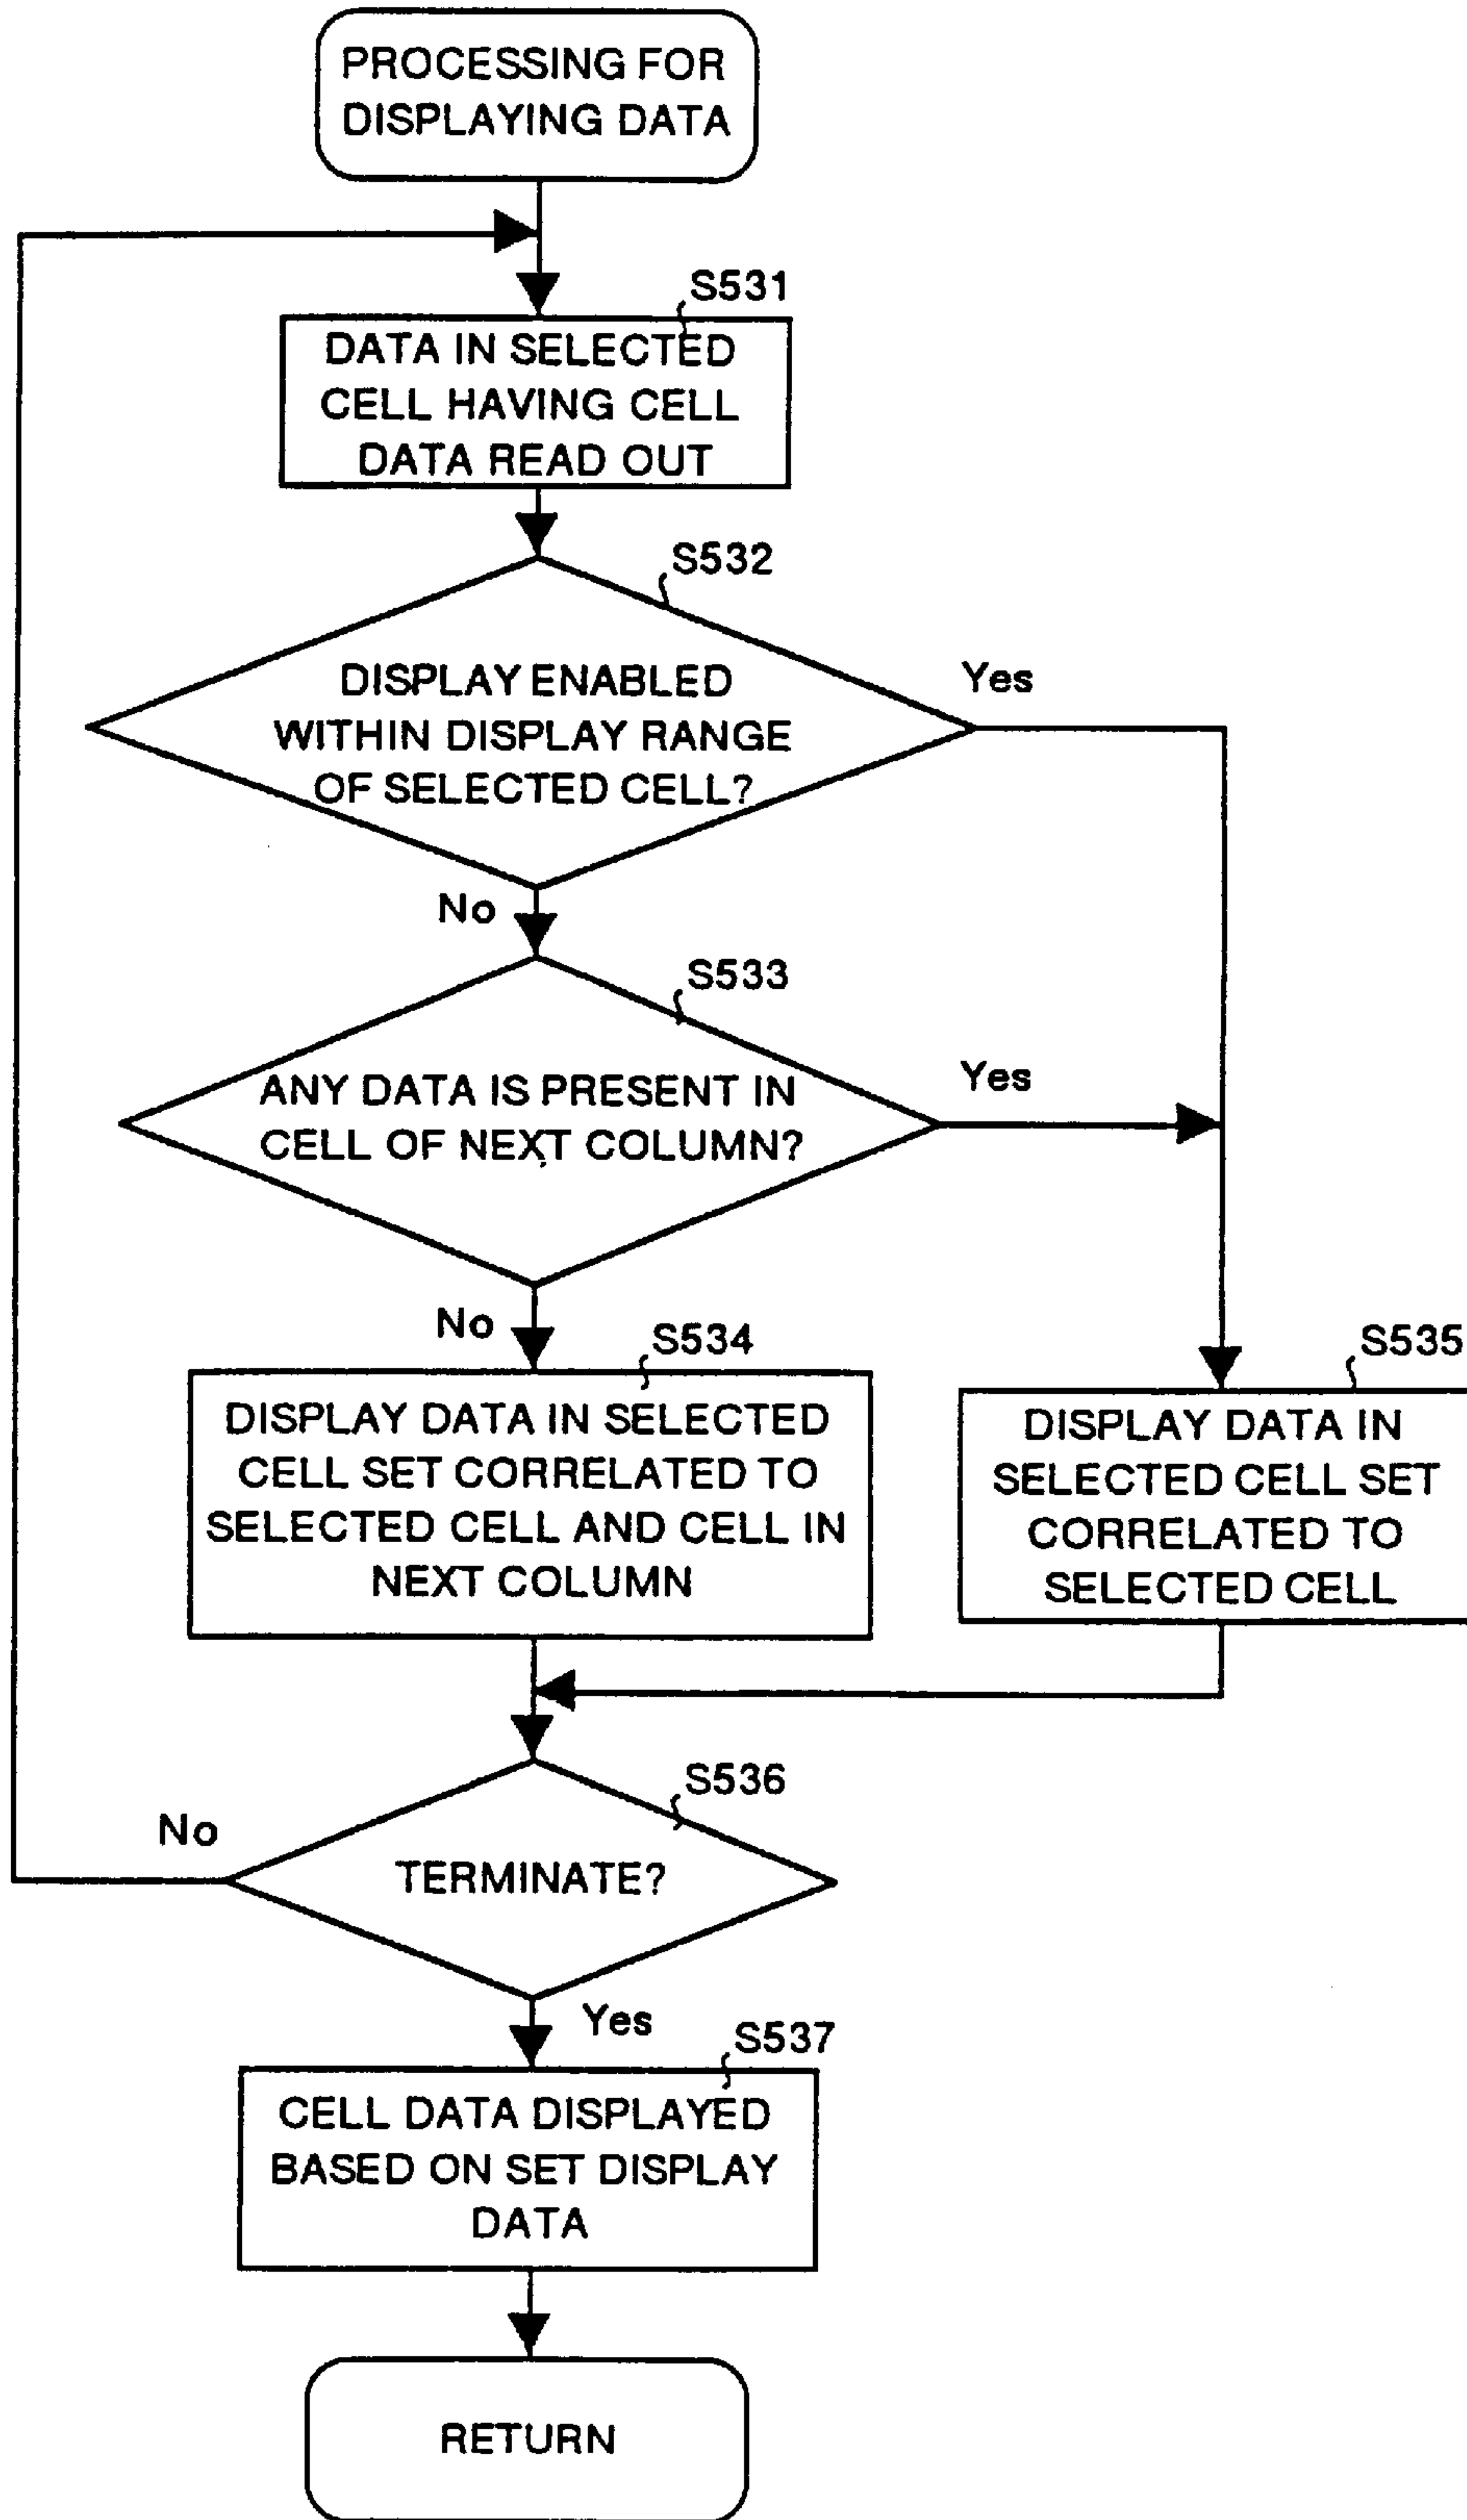 PROCESSING FOR
DISPLAYING DATA
S531
DATA IN SELECTED
CELL HAVING CELL
DATA READ OUT
S532
DISPLAY ENABLED
WITHIN DISPLAY RANGE
OF SELECTED CELL?
Yes
No
S533
ANY DATA IS PRESENT IN
CELL OF NEXT COLUMN?
Yes
No
S534
DISPLAY DATA IN SELECTED
CELL SET CORRELATED TO
SELECTED CELL AND CELL IN
NEXT COLUMN
S535
DISPLAY DATA IN
SELECTED CELL SET
CORRELATED TO
SELECTED CELL
S536
No
TERMINATE?
Yes
S537
CELL DATA DISPLAYED
BASED ON SET DISPLAY
DATA
RETURN